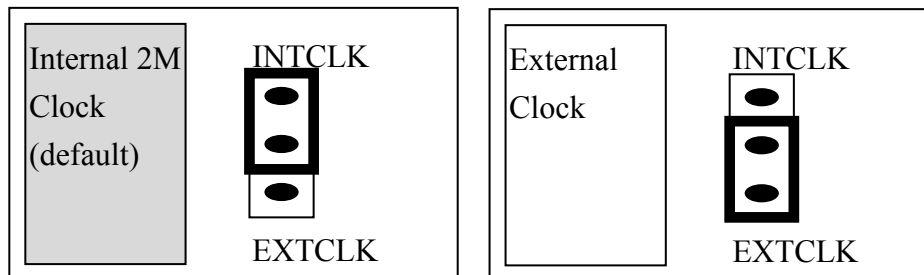 Internal 2M
Clock
(default)
INTCLK
EXTCLK
External
Clock
INTCLK
EXTCLK